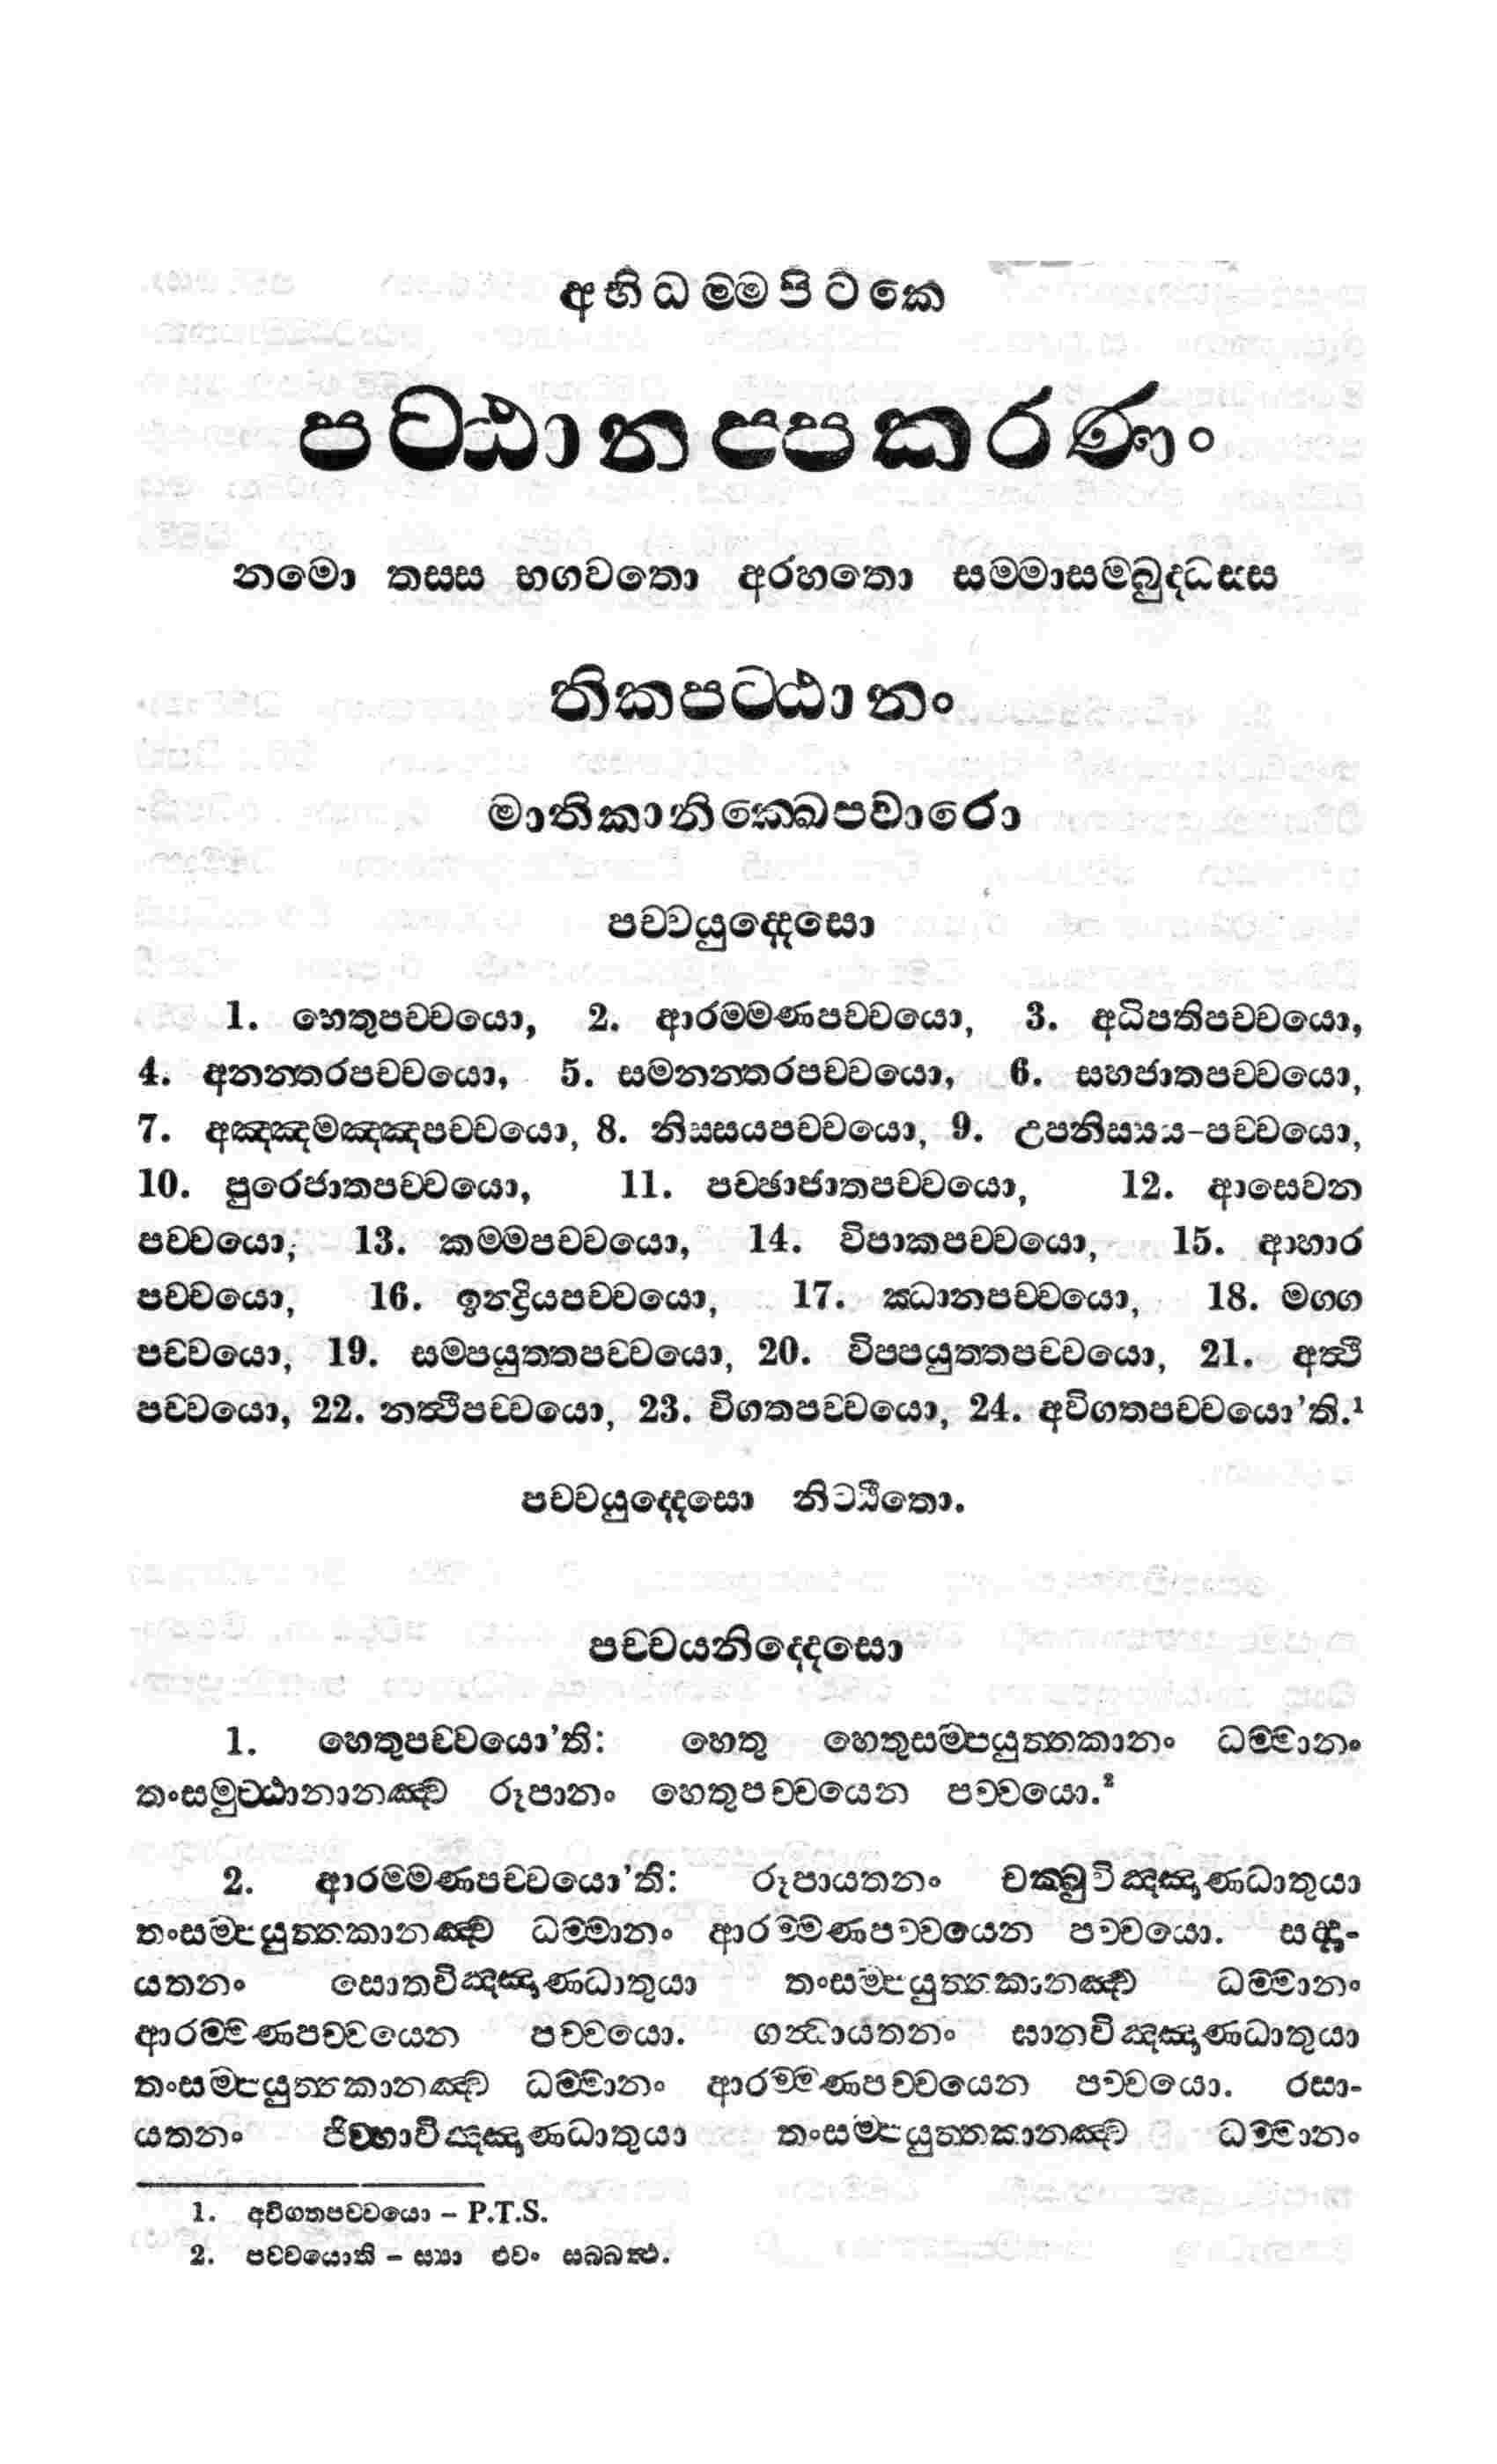 අභිධම්මපිටකෙ
පට්ඨානප්පකරණං
නමො තස්ස භගවතො අරහතො සම්මාසම්බුද්ධස්ස
තිකපට්ඨානං
මාතිකානික්ඛෙපවාරො
පච්චයුද්දෙසො
1. හෙතුපච්චයො, 2. ආරම්මණපච්චයො, 3. අධිපතිපච්චයො,
4. අනන්තරපච්චයො, 5. සමනන්තරපච්චයො, 6. සහජාතපච්චයො,
7. අඤ්ඤමඤ්ඤපච්චයො, 8. නිස්සයපච්චයො, 9. උපනිස්සය-පච්චයො,
10. පුරෙජාතපච්චයො, 11. පච්ඡාජාතපච්චයො, 12. ආසෙවන
පච්චයො, 13. කම්මපච්චයො, 14. විපාකපච්චයො, 15. ආහාර
පච්චයො, 16. ඉන්ද්‍රියපච්චයො, 17. ඣානපච්චයො, 18. මග්ග
පච්චයො, 19. සම්පයුත්තපච්චයො, 20. විප්පයුත්තපච්චයො, 21. අත්ථි
පච්චයො, 22. නත්ථිපච්චයො, 23. විගතපච්චයො, 24. අවිගතපච්චයො’ති.¹
පච්චයුද්දෙසො නිට්ඨිතො.
පච්චයනිද්දෙසො
1. හෙතුපච්චයො’ති: හෙතු හෙතුසම්පයුත්තකානං ධම්මානං
තංසමුට්ඨානානඤ්ච රූපානං හෙතුපච්චයෙන පච්චයො.²
2. ආරම්මණපච්චයො’ති: රූපායතනං චක්ඛුවිඤ්ඤාණධාතුයා
තංසම්පයුත්තකානඤ්ච ධම්මානං ආරම්මණපච්චයෙන පච්චයො. සද්දා-
යතනං සොතවිඤ්ඤාණධාතුයා තංසම්පයුත්තකානඤ්ච ධම්මානං
ආරම්මණපච්චයෙන පච්චයො. ගන්ධායතනං ඝානවිඤ්ඤාණධාතුයා
තංසම්පයුත්තකානඤ්ච ධම්මානං ආරම්මණපච්චයෙන පච්චයො. රසා-
යතනං ජිව්හාවිඤ්ඤාණධාතුයා තංසම්පයුත්තකානඤ්ච ධම්මානං
1. අවිගතපච්චයො – P.T.S.
2. පච්චයොති – ස්‍යා එවං සබ්බත්ථ.